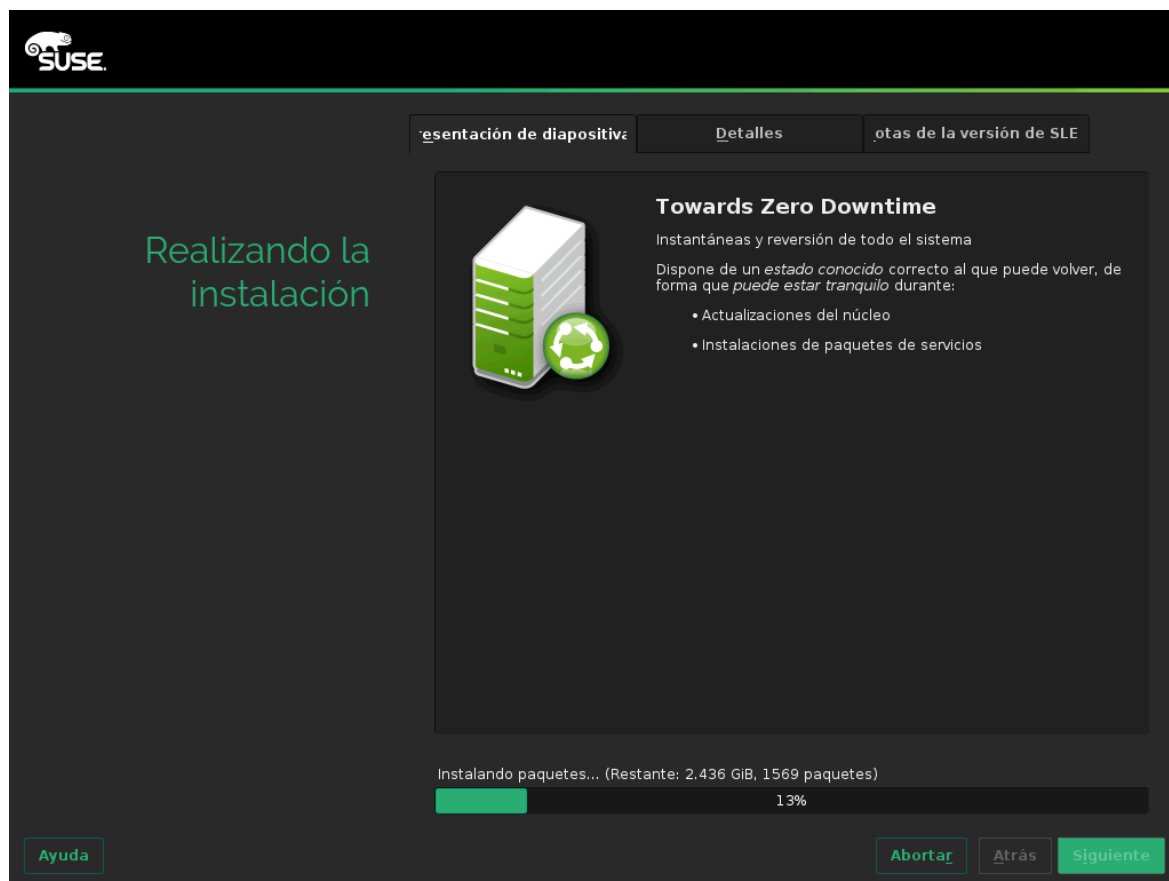 SUSE.
resentación de diapositiva
Detalles
otas de la versión de SLE
Realizando la
instalación
Towards Zero Downtime
Instantáneas y reversión de todo el sistema
Dispone de un estado conocido correcto al que puede volver, de
forma que puede estar tranquilo durante:
• Actualizaciones del núcleo
• Instalaciones de paquetes de servicios
Instalando paquetes... (Restante: 2.436 GiB, 1569 paquetes)
13%
Ayuda
Abortar
Atrás
Siguiente